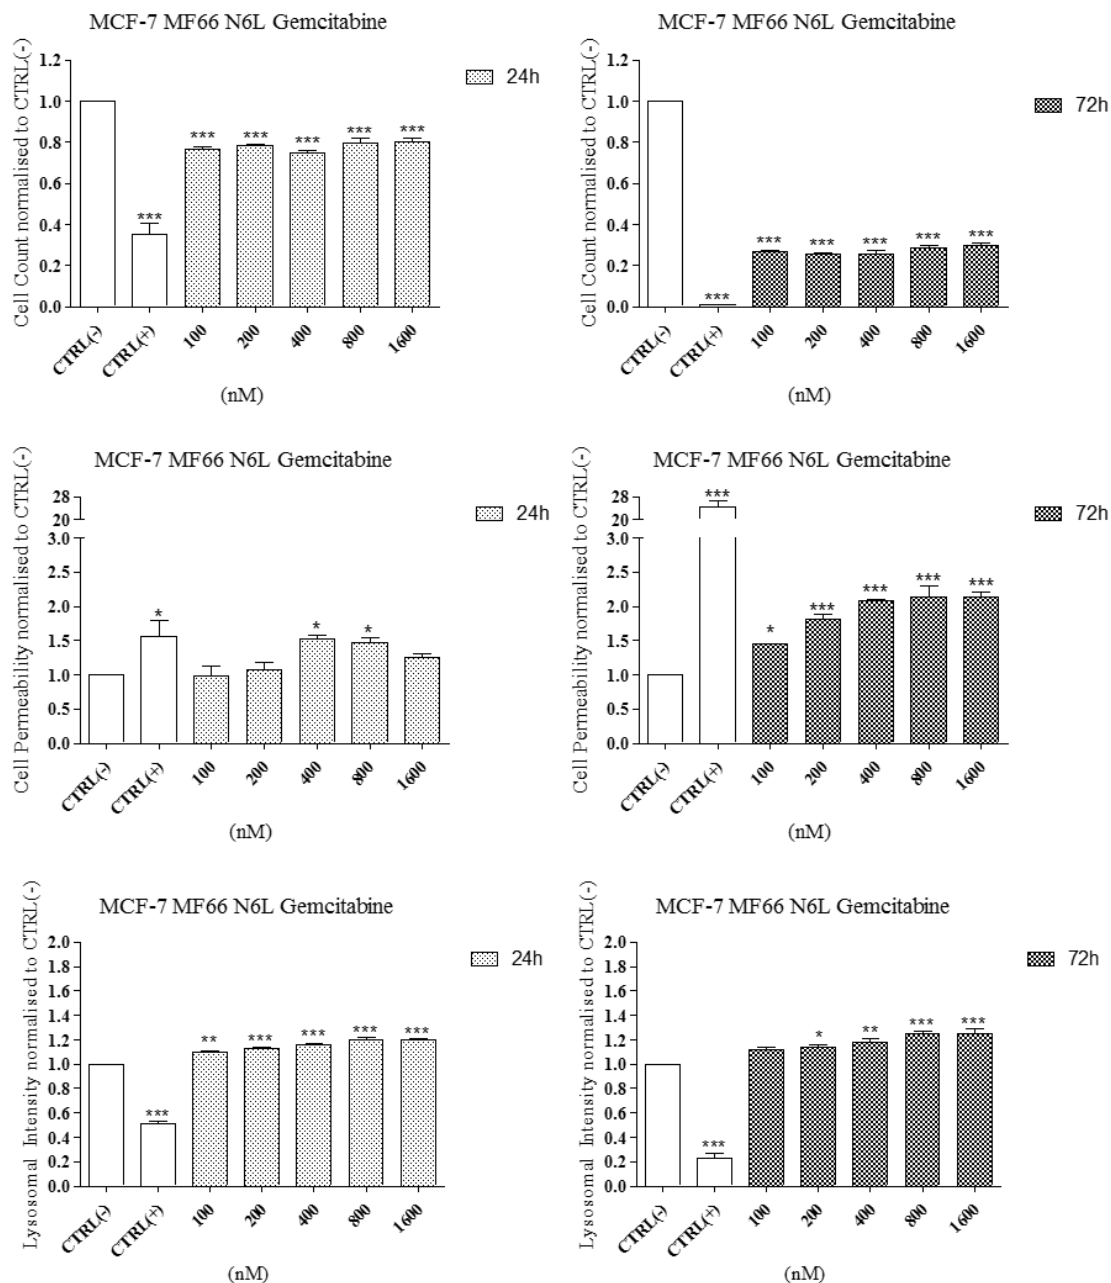 MCF-7 MF66 N6L Gemcitabine
Cell Count normalised to CTRL(-)
1.2
1.0
0.8
0.6
0.4
0.2
0.0
*** *** *** *** *** ***
24h
CTRL(-) CTRL(+) 100 200 400 800 1600
(nM)
MCF-7 MF66 N6L Gemcitabine
Cell Count normalised to CTRL(-)
1.2
1.0
0.8
0.6
0.4
0.2
0.0
*** *** *** *** *** ***
72h
CTRL(-) CTRL(+) 100 200 400 800 1600
(nM)
MCF-7 MF66 N6L Gemcitabine
Cell Permeability normalised to CTRL(-)
28
20
3.0
2.5
2.0
1.5
1.0
0.5
0.0
* * *
24h
CTRL(-) CTRL(+) 100 200 400 800 1600
(nM)
MCF-7 MF66 N6L Gemcitabine
Cell Permeability normalised to CTRL(-)
28
20
3.0
2.5
2.0
1.5
1.0
0.5
0.0
*** * *** *** *** ***
72h
CTRL(-) CTRL(+) 100 200 400 800 1600
(nM)
MCF-7 MF66 N6L Gemcitabine
Lysosomal Intensity normalised to CTRL(-)
2.0
1.8
1.6
1.4
1.2
1.0
0.8
0.6
0.4
0.2
0.0
*** ** *** *** *** ***
24h
CTRL(-) CTRL(+) 100 200 400 800 1600
(nM)
MCF-7 MF66 N6L Gemcitabine
Lysosomal Intensity normalised to CTRL(-)
2.0
1.8
1.6
1.4
1.2
1.0
0.8
0.6
0.4
0.2
0.0
*** * ** *** ***
72h
CTRL(-) CTRL(+) 100 200 400 800 1600
(nM)